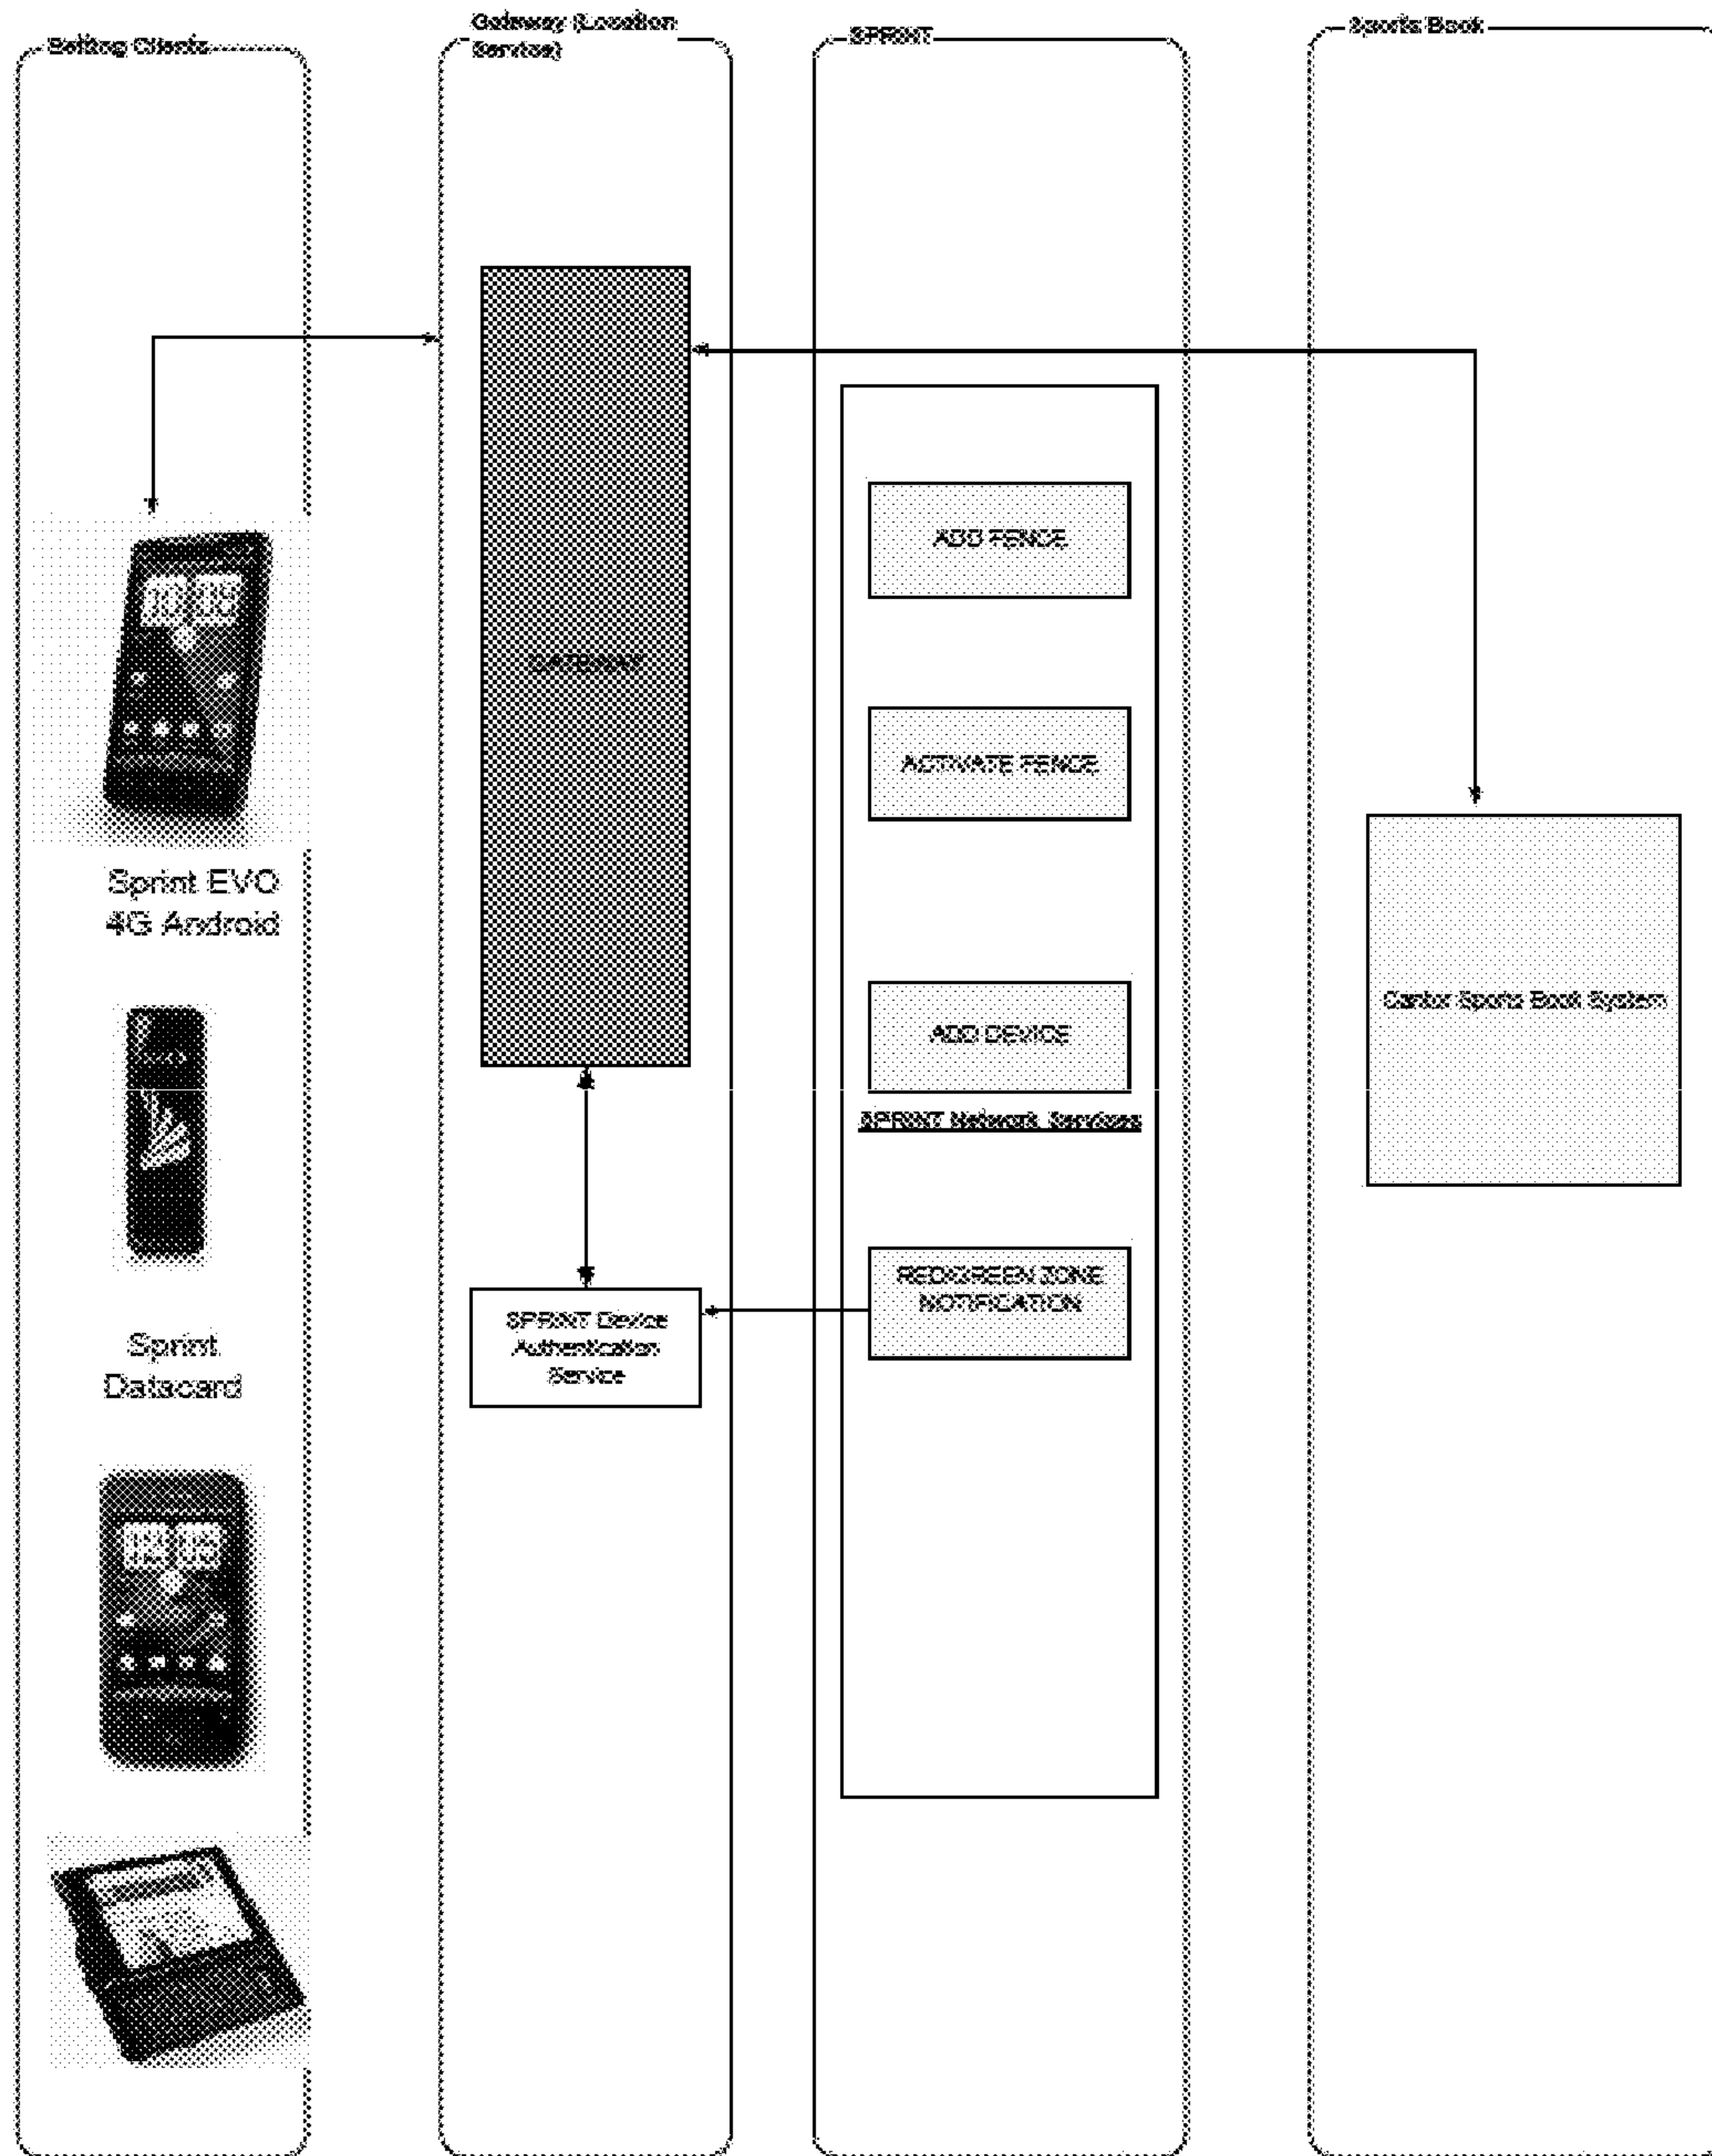 Betting Clients
Gateway (Location
Service)
SPRINT
Sports Book
GATEWAY
ADD FENCE
ACTIVATE FENCE
ADD DEVICE
SPRINT Network Services
RED/GREEN ZONE
NOTIFICATION
SPRINT Device
Authentication
Service
Cantor Sports Book System
Sprint EVO
4G Android
Sprint
Datacard